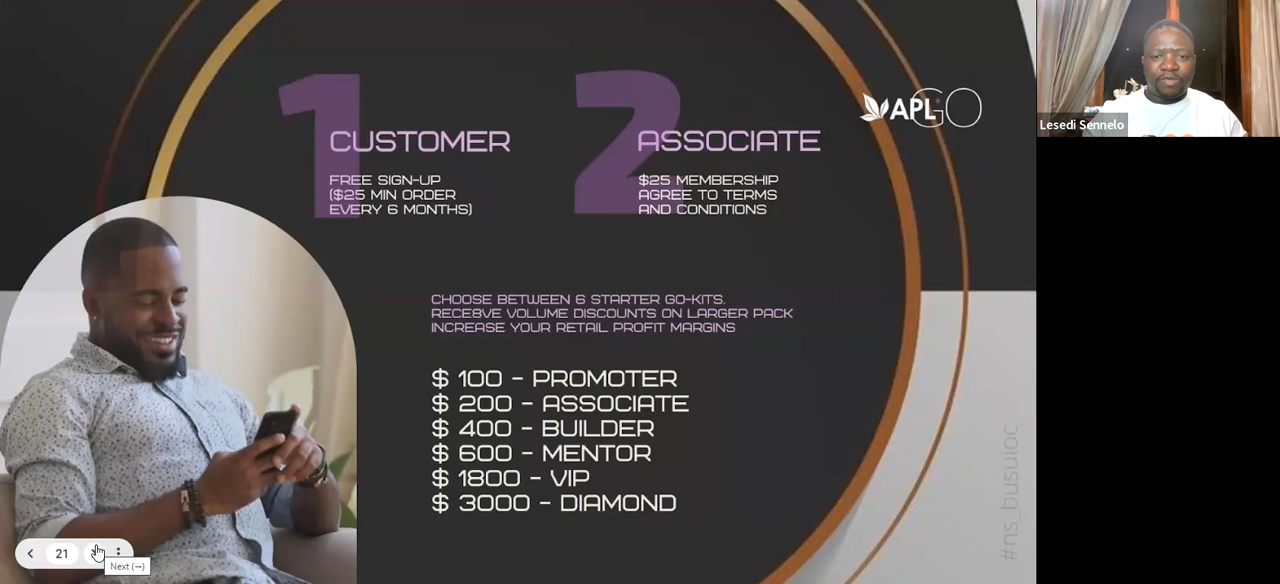 1
CUSTOMER
FREE SIGN-UP
($25 MIN ORDER
EVERY 6 MONTHS)
2
ASSOCIATE
$25 MEMBERSHIP
AGREE TO TERMS
AND CONDITIONS
APLGO
Lesedi Sennelo
CHOOSE BETWEEN 6 STARTER GO-KITS.
RECE8VE VOLUME DISCOUNTS ON LARGER PACK
INCREASE YOUR RETAIL PROFIT MARGINS
$ 100 - PROMOTER
$ 200 - ASSOCIATE
$ 400 - BUILDER
$ 600 - MENTOR
$ 1800 - VIP
$ 3000 - DIAMOND
#ns_busuioc
21
Next (→)